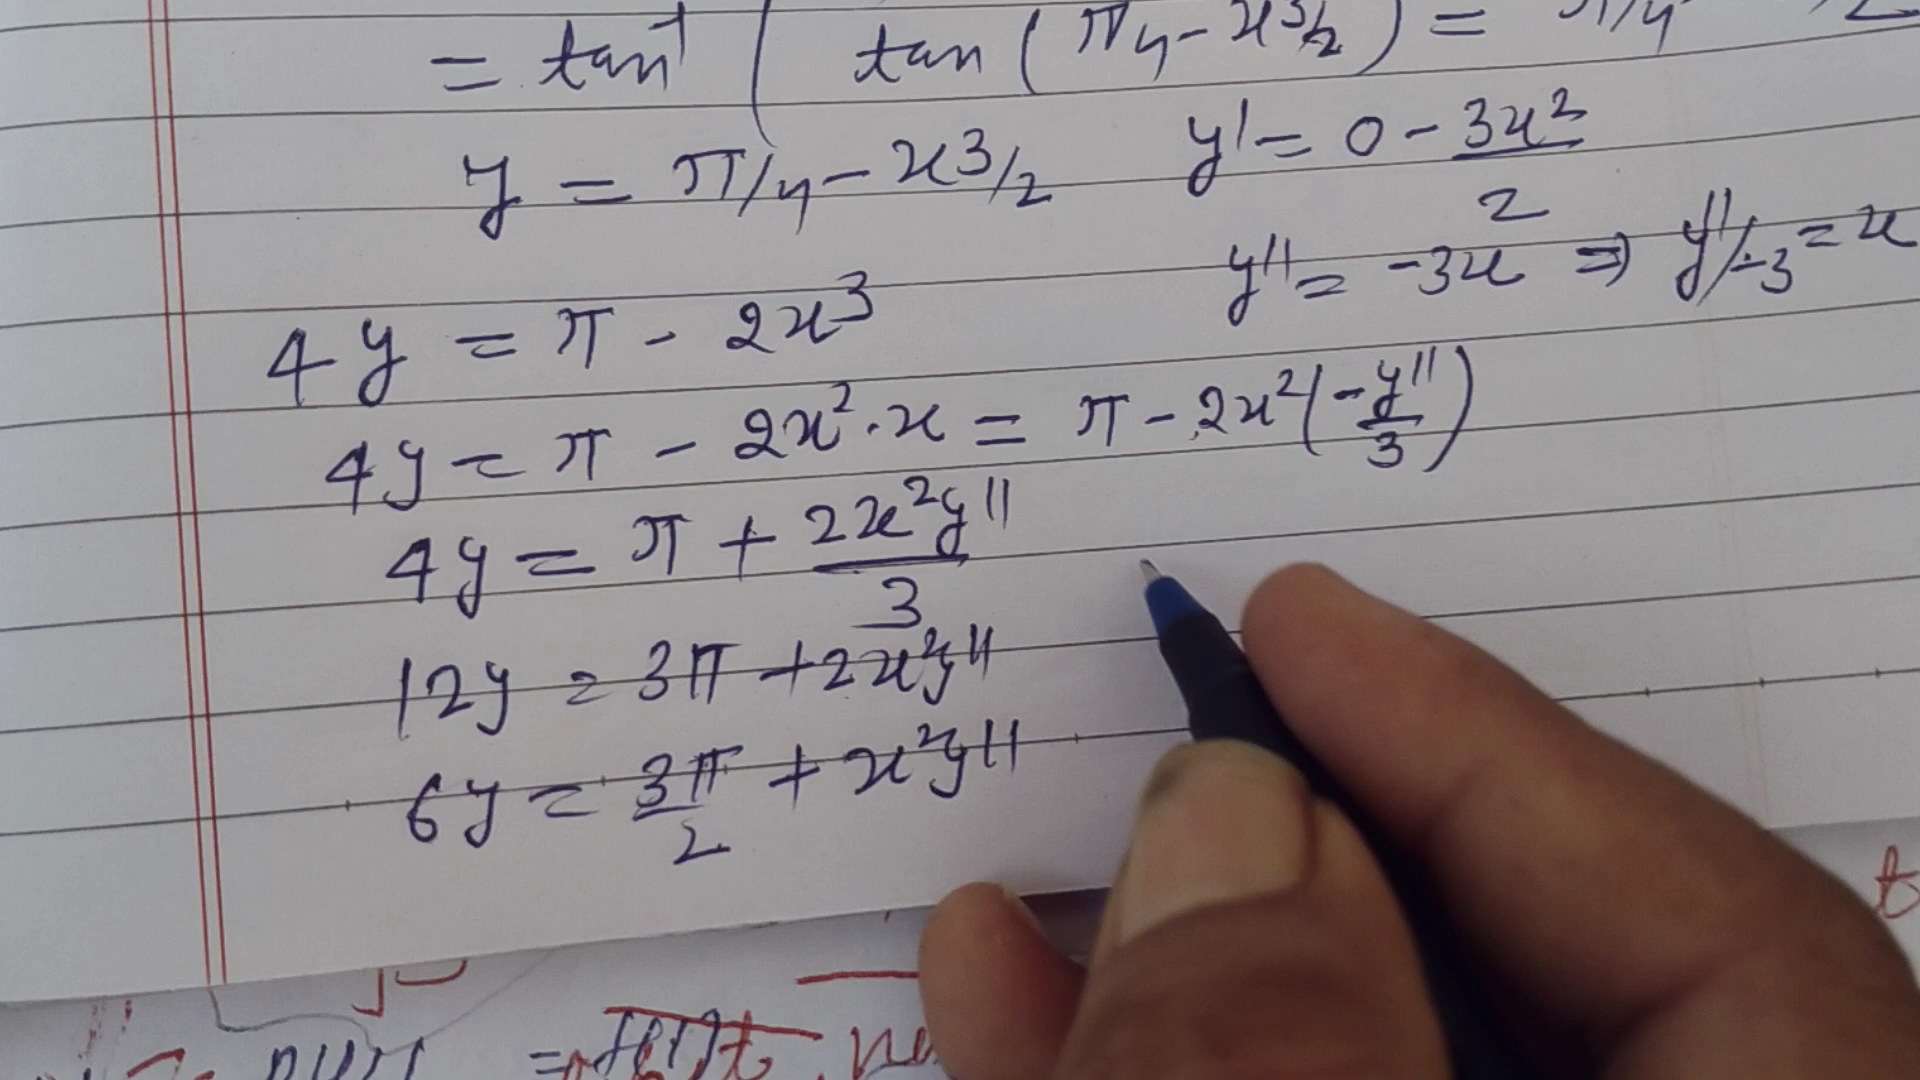 = tan⁻¹ ( tan ( π/4 - x³/2 ) = π/4
y = π/4 - x³/2 y' = 0 - 3x²/2
y'' = -3x ⇒ y''/-3 = x
4y = π - 2x³
4y = π - 2x²·x = π - 2x² (-y''/3)
4y = π + 2x²y''/3
12y = 3π + 2x²y''
6y = 3π/2 + x²y''